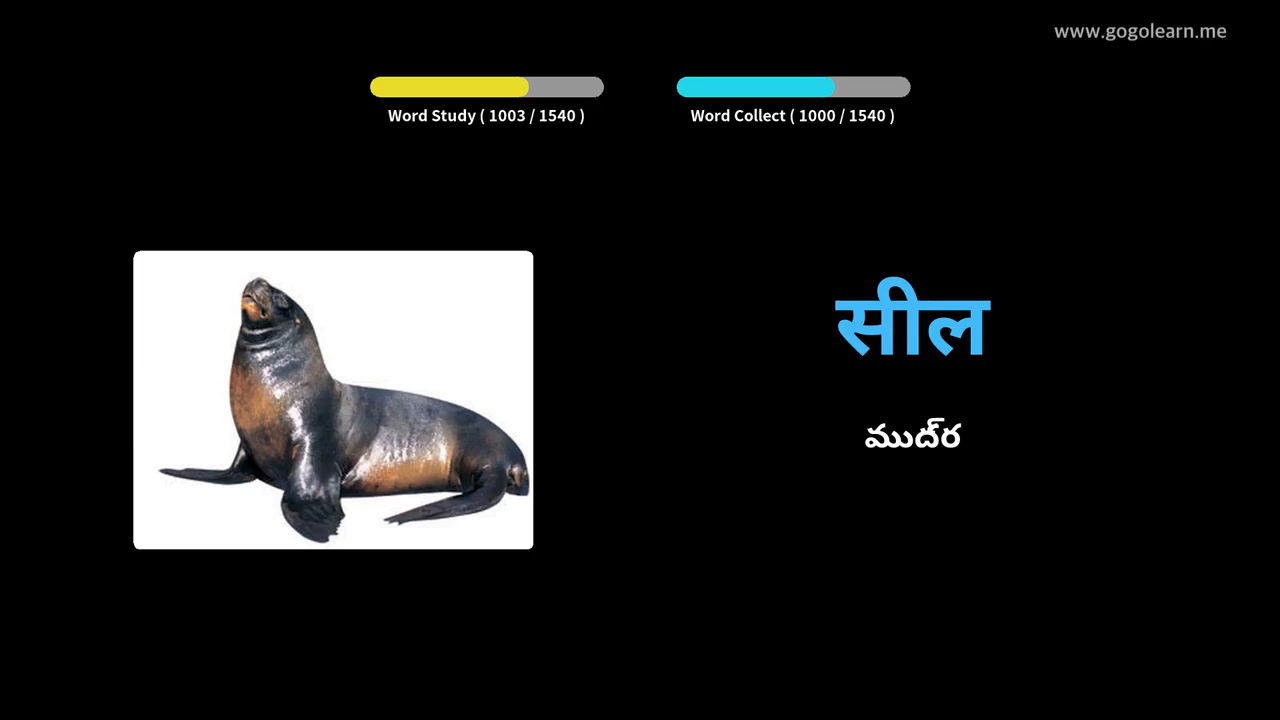 www.gogolearn.me
Word Study ( 1003 / 1540 )
Word Collect ( 1000 / 1540 )
सील
ముద్ర